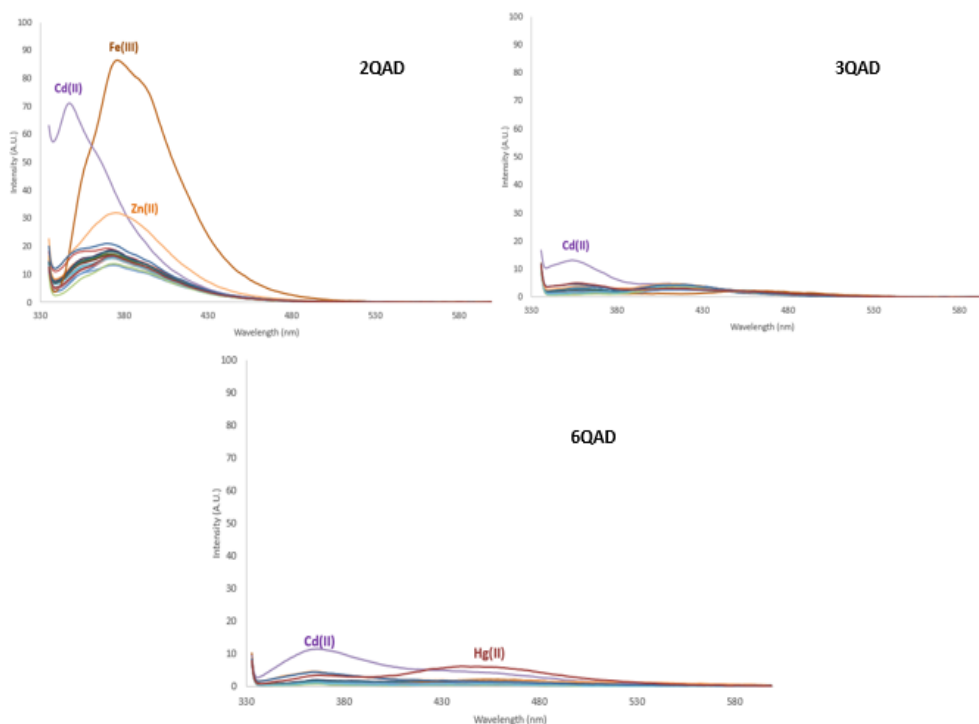 100
90
80
70
60
50
40
30
20
10
0
Intensity (A.U.)
Fe(III)
Cd(II)
Zn(II)
2QAD
330 380 430 480 530 580
Wavelength (nm)
100
90
80
70
60
50
40
30
20
10
0
Intensity (A.U.)
Cd(II)
3QAD
330 380 430 480 530 580
Wavelength (nm)
100
90
80
70
60
50
40
30
20
10
0
Intensity (A.U.)
6QAD
Cd(II)
Hg(II)
330 380 430 480 530 580
Wavelength (nm)